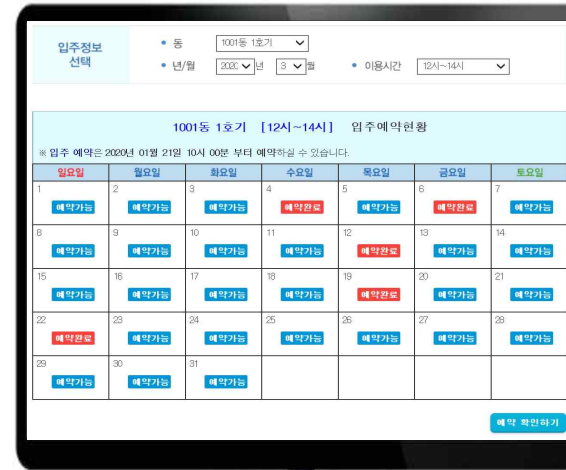 입주정보
선택
• 동 1001동 1호기
• 년/월 2020 년 3 월 • 이용시간 12시~14시
1001동 1호기 [12시~14시] 입주예약현황
※ 입주 예약은 2020년 01월 21일 10시 00분 부터 예약하실 수 있습니다.
일요일 월요일 화요일 수요일 목요일 금요일 토요일
1 2 3 4 5 6 7
예약가능 예약가능 예약가능 예약완료 예약가능 예약완료 예약가능
8 9 10 11 12 13 14
예약가능 예약가능 예약가능 예약가능 예약완료 예약가능 예약가능
15 16 17 18 19 20 21
예약가능 예약가능 예약가능 예약가능 예약완료 예약가능 예약가능
22 23 24 25 26 27 28
예약완료 예약가능 예약가능 예약가능 예약가능 예약가능 예약가능
29 30 31
예약가능 예약가능 예약가능
예약 확인하기